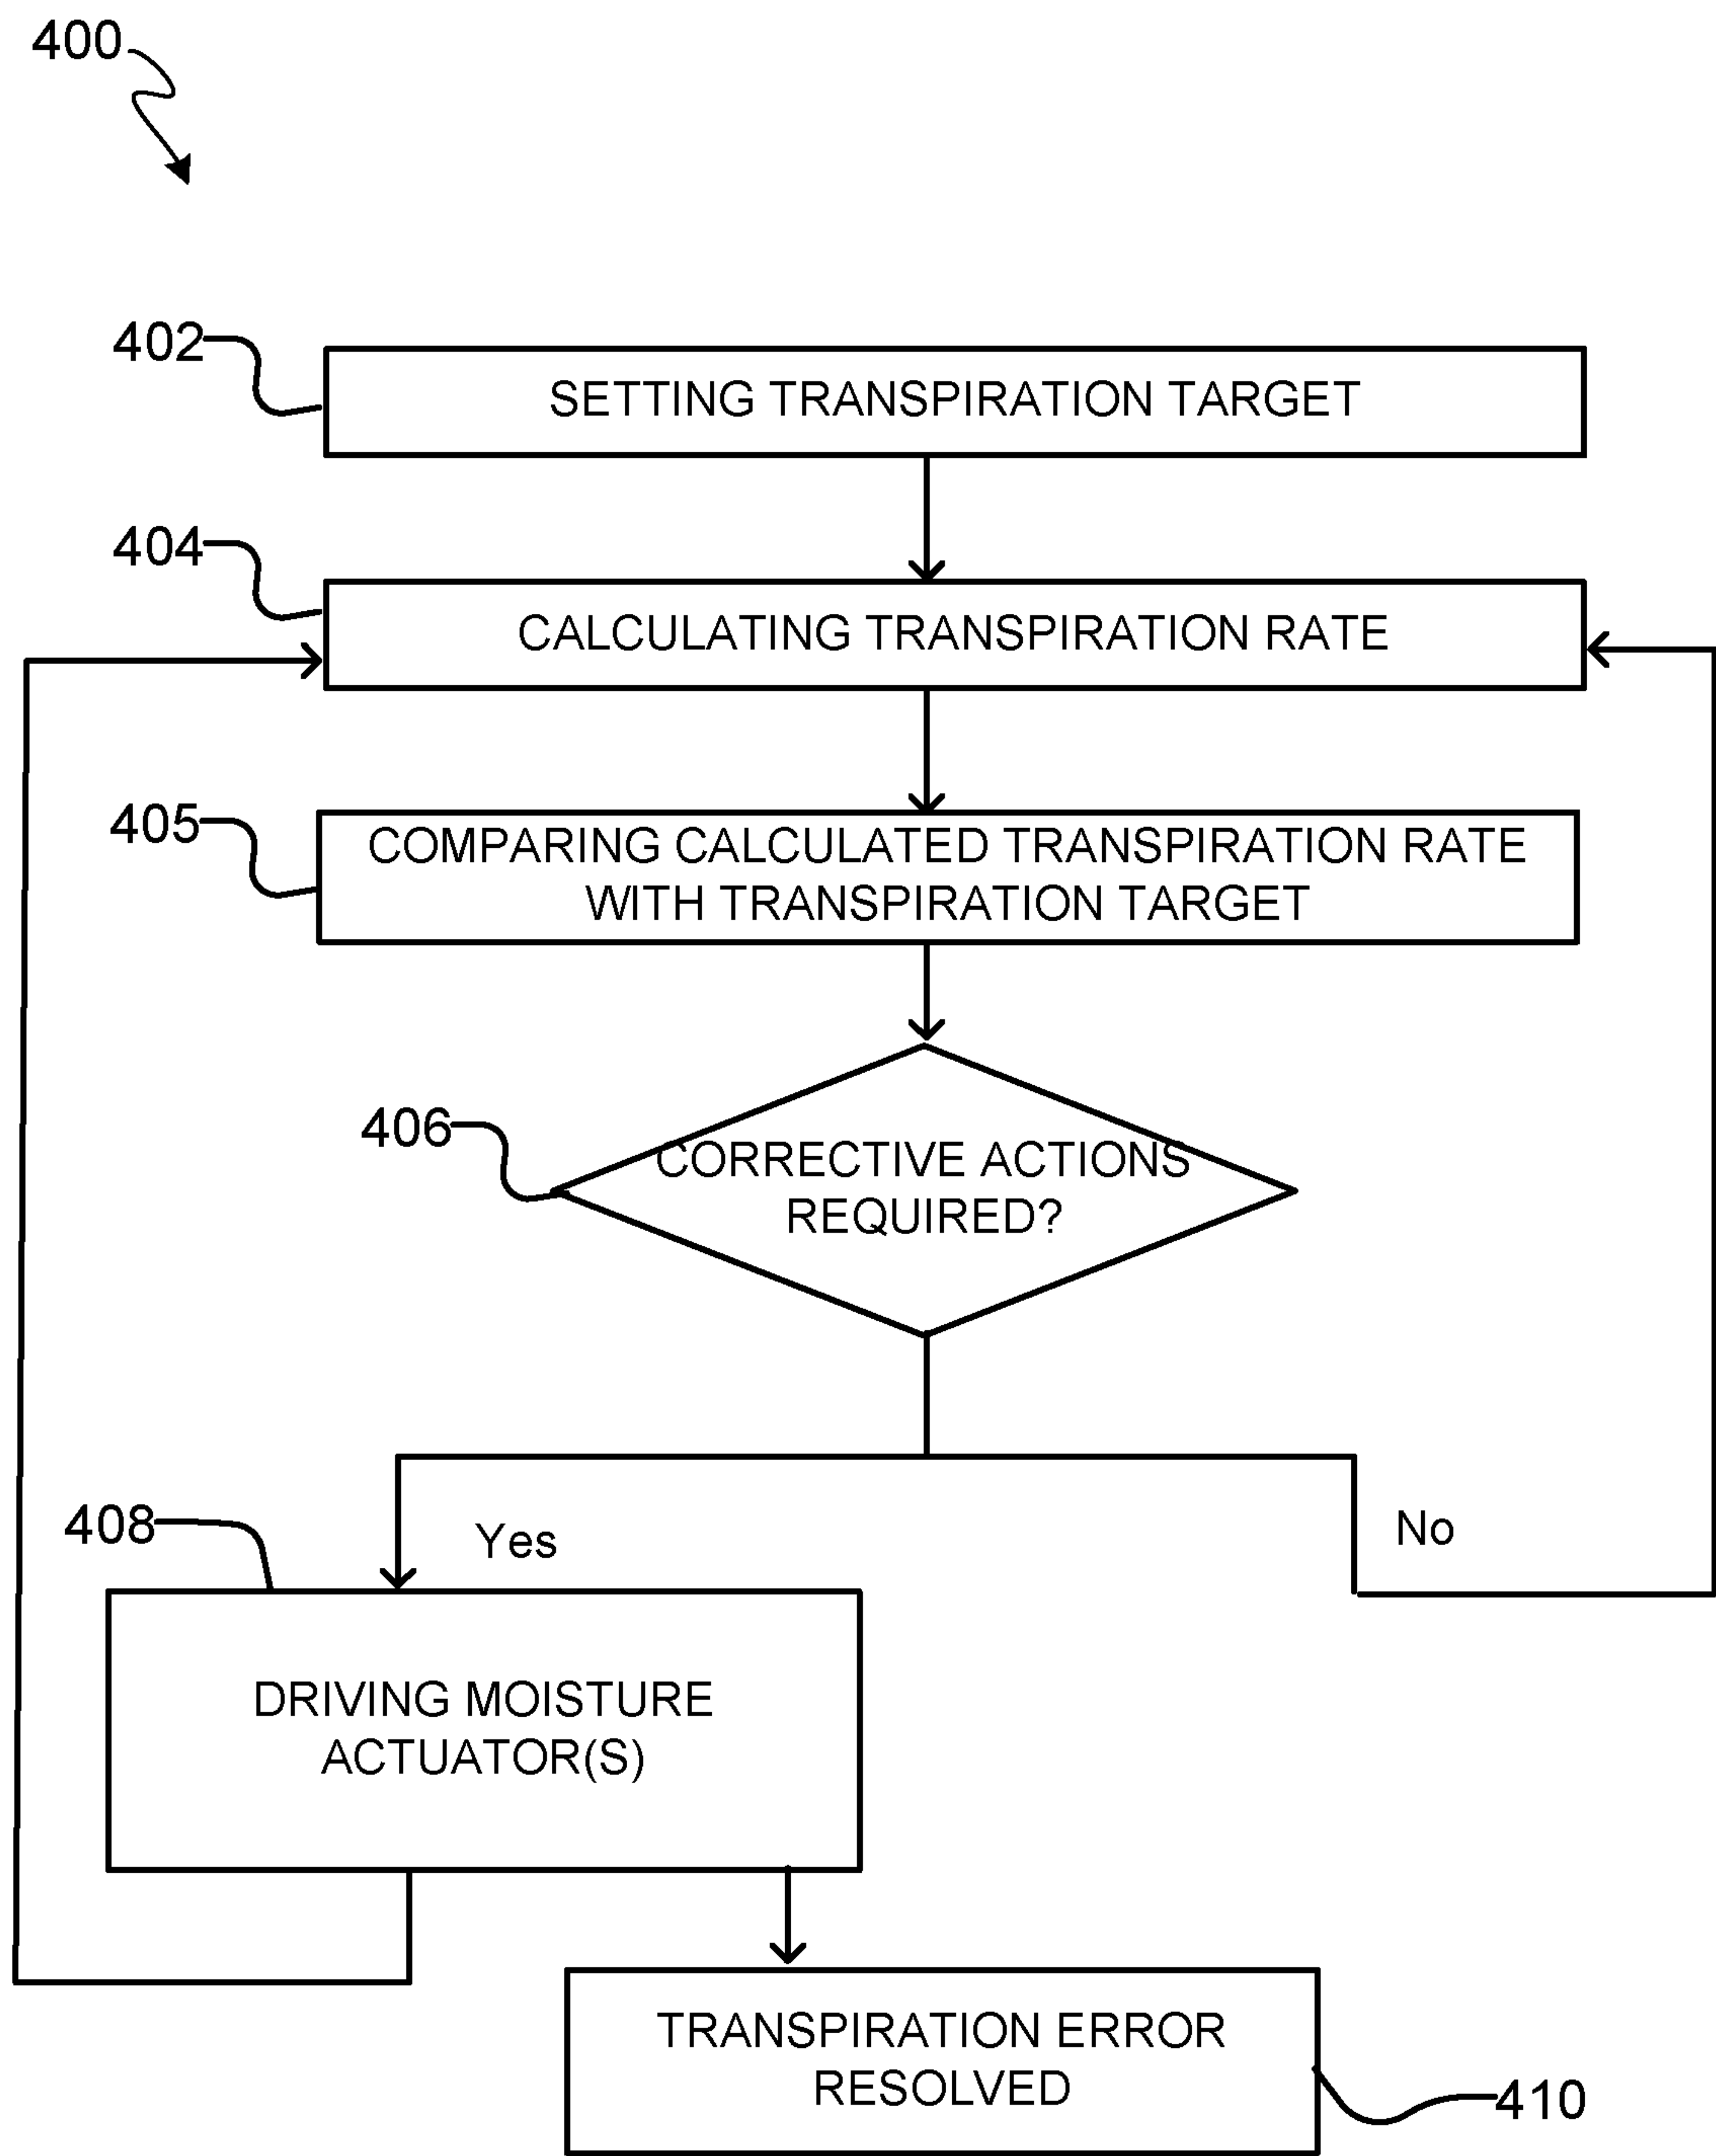 400
402
SETTING TRANSPIRATION TARGET
404
CALCULATING TRANSPIRATION RATE
405
COMPARING CALCULATED TRANSPIRATION RATE
WITH TRANSPIRATION TARGET
406
CORRECTIVE ACTIONS
REQUIRED?
408
Yes
No
DRIVING MOISTURE
ACTUATOR(S)
TRANSPIRATION ERROR
RESOLVED
410